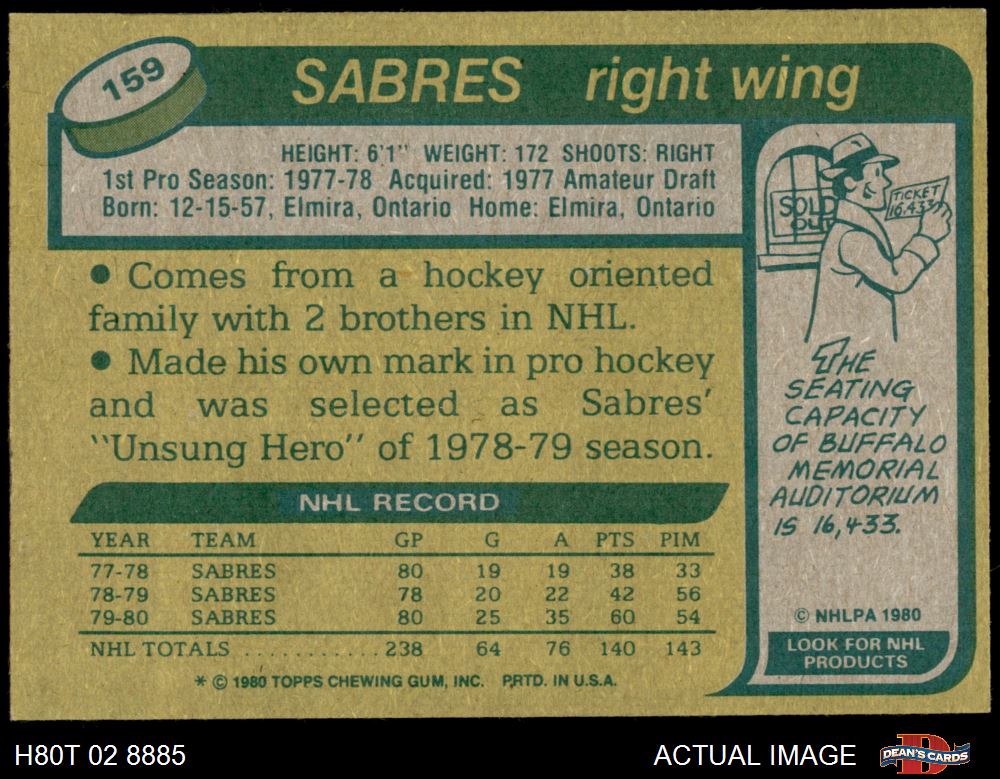 159
SABRES right wing
HEIGHT: 6'1" WEIGHT: 172 SHOOTS: RIGHT
1st Pro Season: 1977-78 Acquired: 1977 Amateur Draft
Born: 12-15-57, Elmira, Ontario Home: Elmira, Ontario
● Comes from a hockey oriented
family with 2 brothers in NHL.
● Made his own mark in pro hockey
and was selected as Sabres'
"Unsung Hero" of 1978-79 season.
NHL RECORD
YEAR TEAM GP G A PTS PIM
77-78 SABRES 80 19 19 38 33
78-79 SABRES 78 20 22 42 56
79-80 SABRES 80 25 35 60 54
NHL TOTALS ........... 238 64 76 140 143
* © 1980 TOPPS CHEWING GUM, INC. PRTD. IN U.S.A.
SOLD
OUT
TICKET
16,433
THE
SEATING
CAPACITY
OF BUFFALO
MEMORIAL
AUDITORIUM
IS 16,433.
© NHLPA 1980
LOOK FOR NHL
PRODUCTS
H80T 02 8885
ACTUAL IMAGE
DEAN'S CARDS